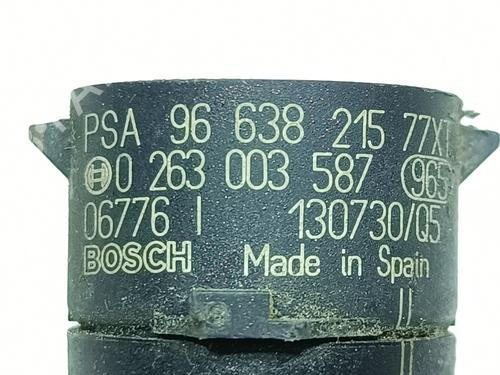 PSA 96 638 215 77XT
0 263 003 587 965
06776 I 130730/Q5
BOSCH Made in Spain